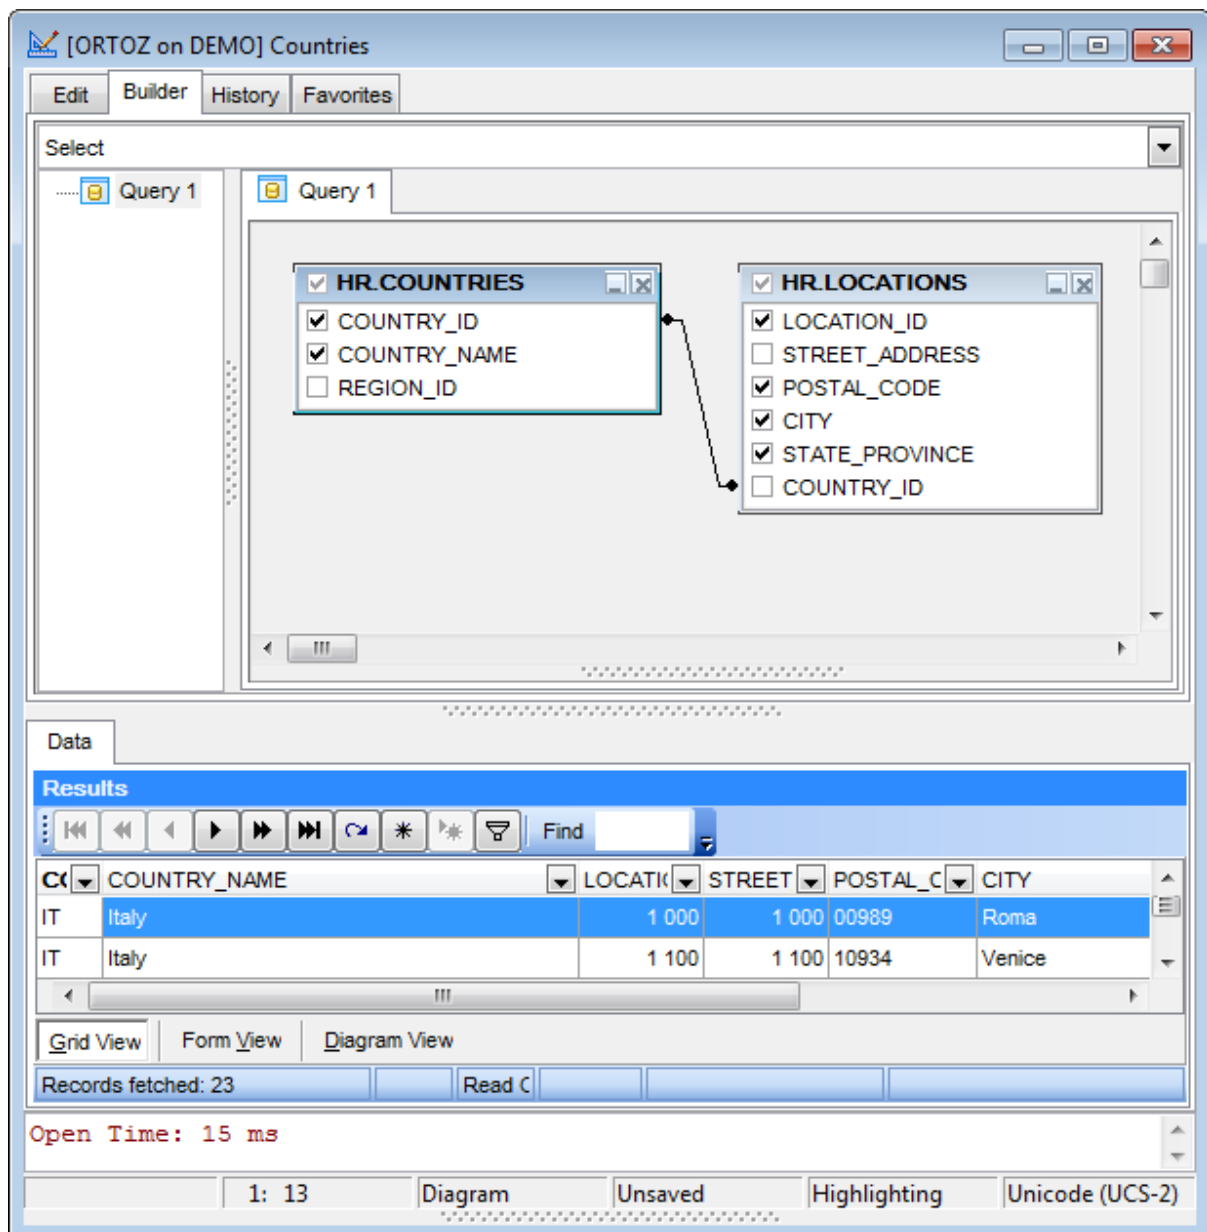 [ORTOZ on DEMO] Countries
Edit Builder History Favorites
Select
Query 1 Query 1
HR.COUNTRIES HR.LOCATIONS
COUNTRY_ID LOCATION_ID
COUNTRY_NAME STREET_ADDRESS
REGION_ID POSTAL_CODE
CITY
STATE_PROVINCE
COUNTRY_ID
Data
Results
Find
COUNTRY_NAME STREET POSTAL_C CITY
IT Italy 1 000 1 000 00989 Roma
IT Italy 1 100 1 100 10934 Venice
Grid View Form View Diagram View
Records fetched: 23 Read
Open Time: 15 ms
1: 13 Diagram Unsaved Highlighting Unicode (UCS-2)